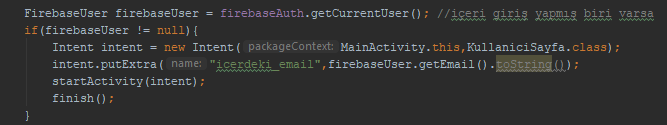 FirebaseUser firebaseUser = firebaseAuth.getCurrentUser(); //içeri giriş yapmış biri varsa
if(firebaseUser != null){
Intent intent = new Intent( packageContext: MainActivity.this,KullaniciSayfa.class);
intent.putExtra( name: "icerdeki_email",firebaseUser.getEmail().toString());
startActivity(intent);
finish();
}